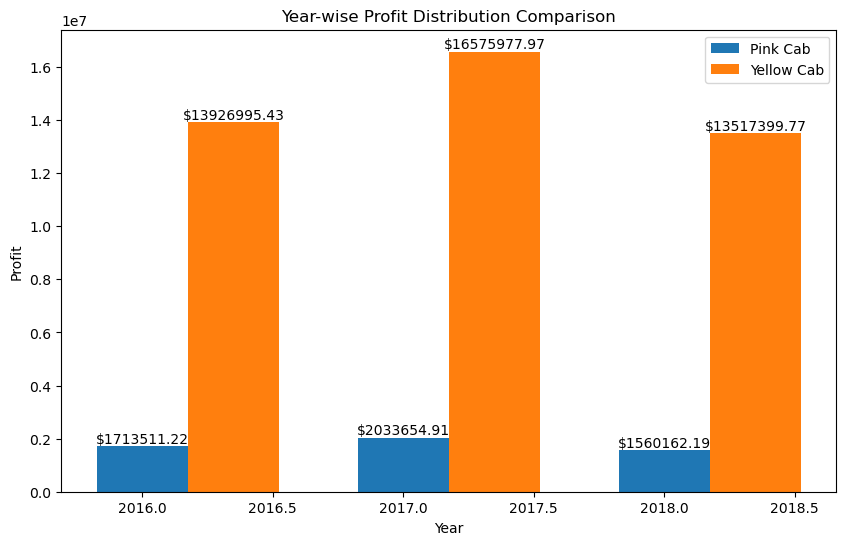 Year-wise Profit Distribution Comparison
1e7
Pink Cab
Yellow Cab
$1713511.22
$13926995.43
$2033654.91
$16575977.97
$1560162.19
$13517399.77
Profit
1.6
1.4
1.2
1.0
0.8
0.6
0.4
0.2
0.0
2016.0 2016.5 2017.0 2017.5 2018.0 2018.5
Year